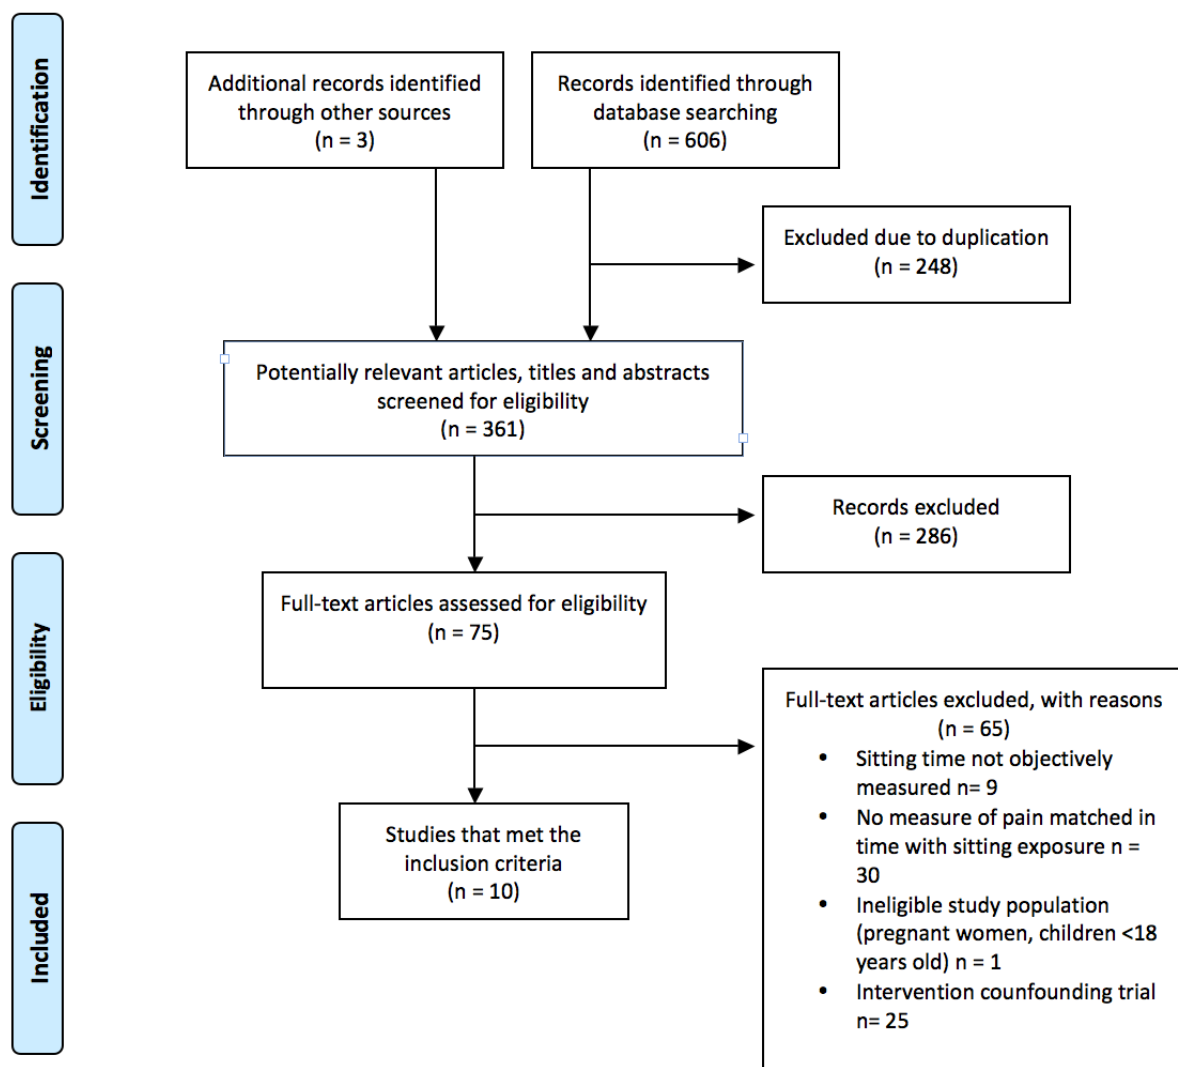 Identification
Additional records identified
through other sources
(n = 3)
Records identified through
database searching
(n = 606)
Excluded due to duplication
(n = 248)
Screening
Potentially relevant articles, titles and abstracts
screened for eligibility
(n = 361)
Records excluded
(n = 286)
Eligibility
Full-text articles assessed for eligibility
(n = 75)
Full-text articles excluded, with reasons
(n = 65)
• Sitting time not objectively
measured n= 9
• No measure of pain matched in
time with sitting exposure n =
30
• Ineligible study population
(pregnant women, children <18
years old) n = 1
• Intervention counfounding trial
n= 25
Included
Studies that met the
inclusion criteria
(n = 10)